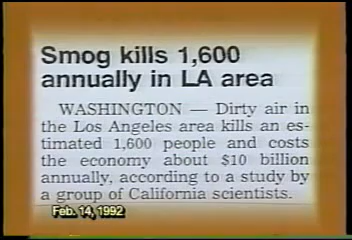 Smog kills 1,600
annually in LA area
WASHINGTON — Dirty air in
the Los Angeles area kills an es-
timated 1,600 people and costs
the economy about $10 billion
annually, according to a study by
a group of California scientists.
Feb. 14, 1992